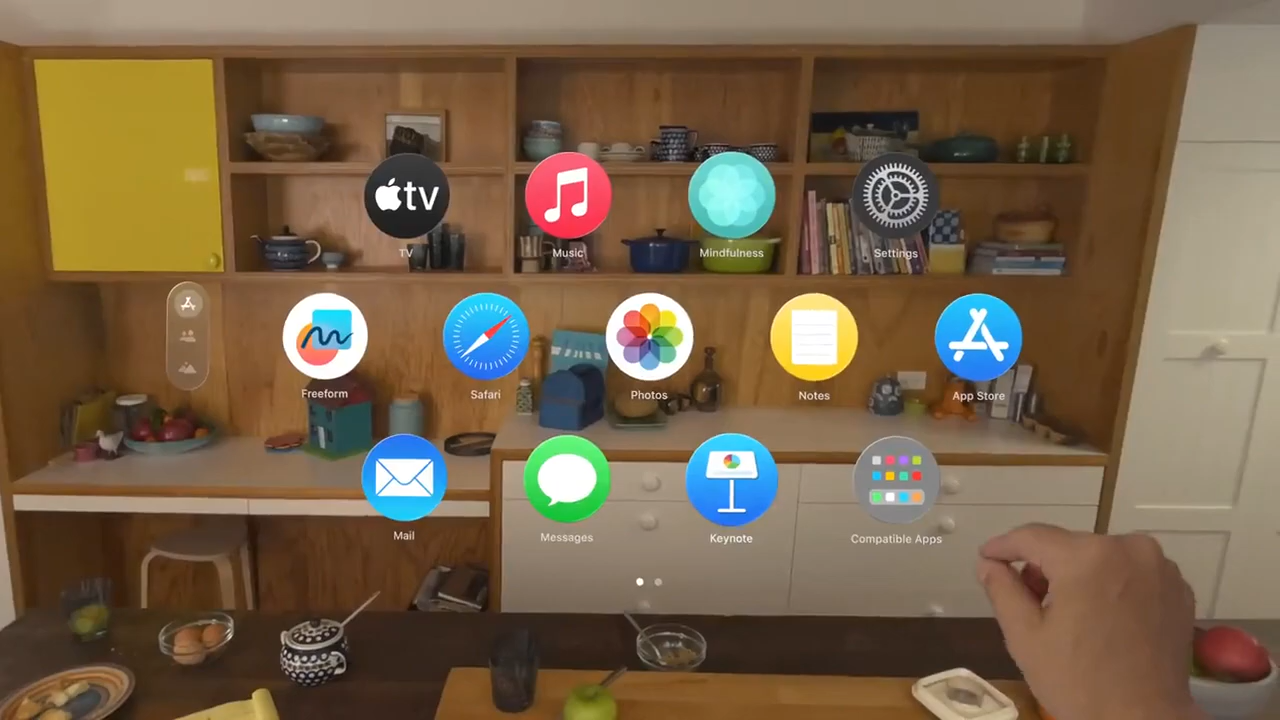 tv
TV
Music
Mindfulness
Settings
Freeform
Safari
Photos
Notes
App Store
Mail
Messages
Keynote
Compatible Apps